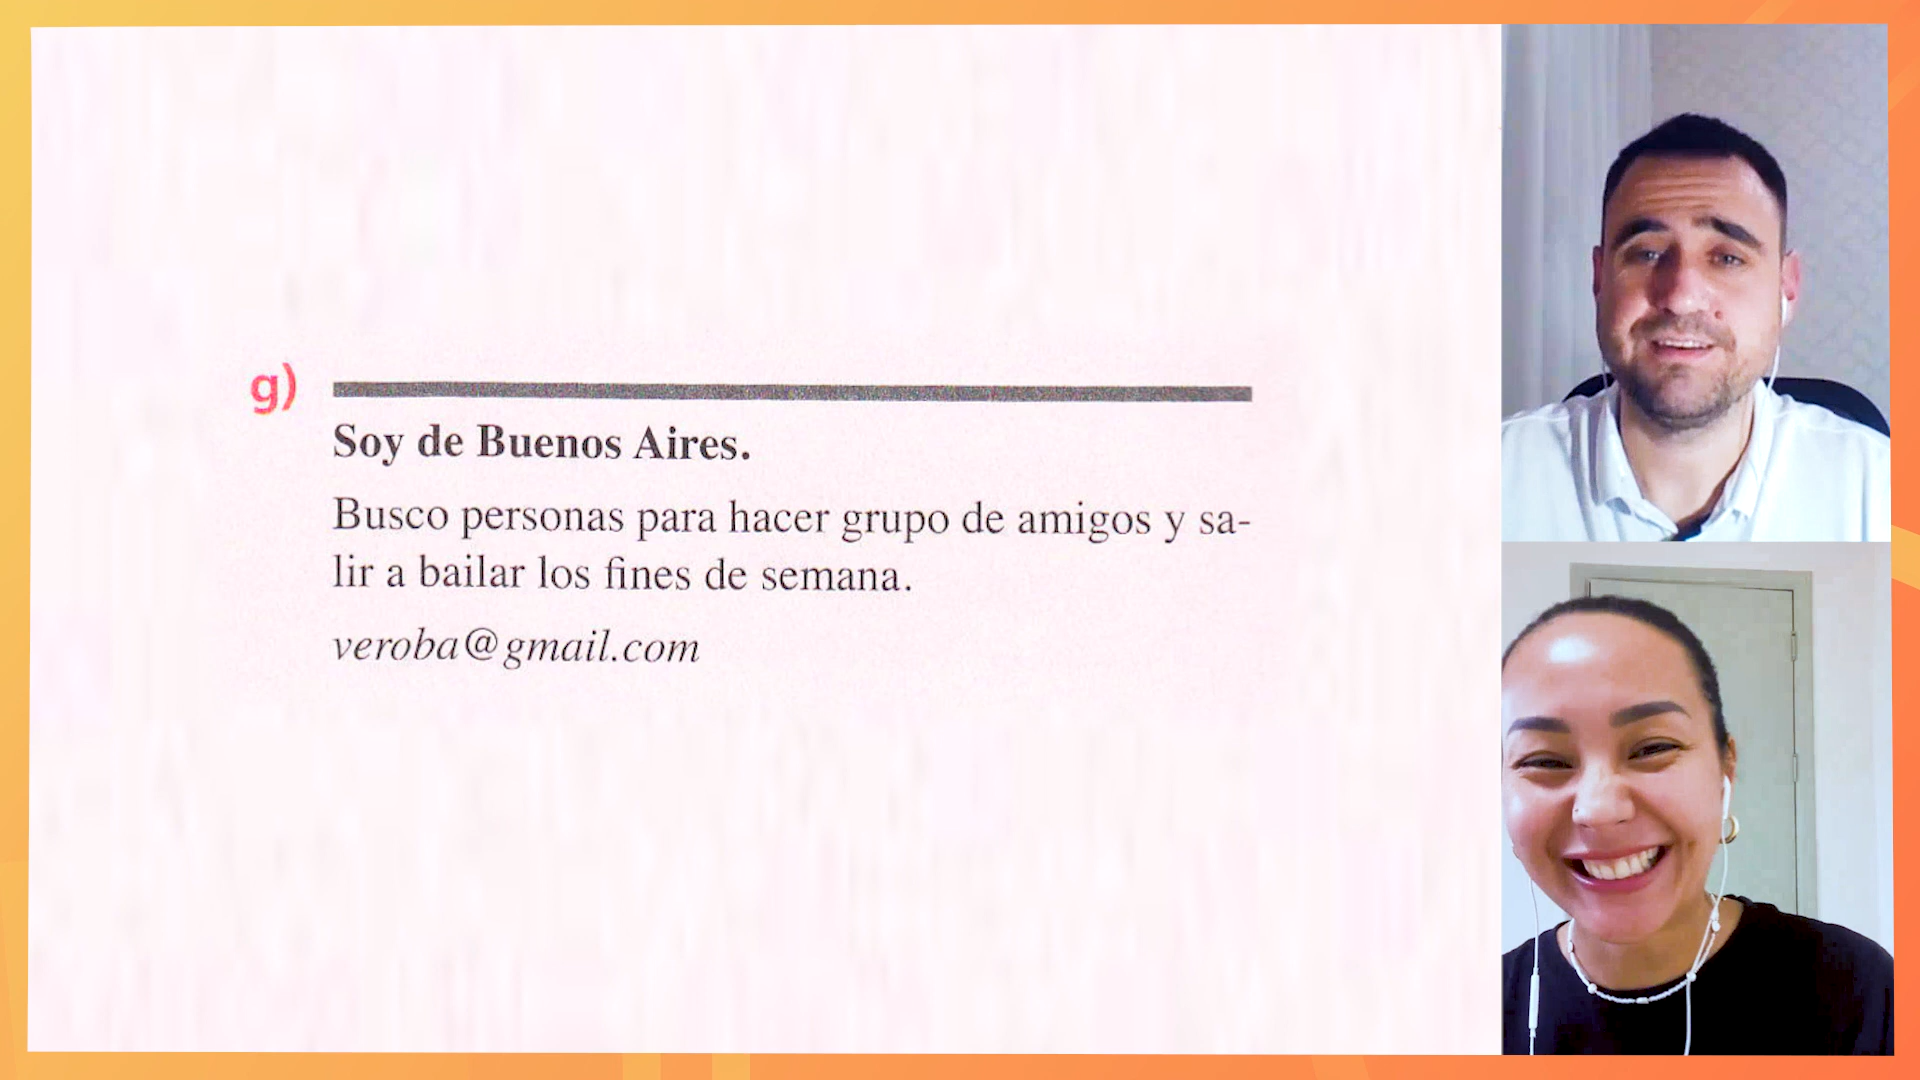 g)
Soy de Buenos Aires.
Busco personas para hacer grupo de amigos y sa-
lir a bailar los fines de semana.
veroba@gmail.com